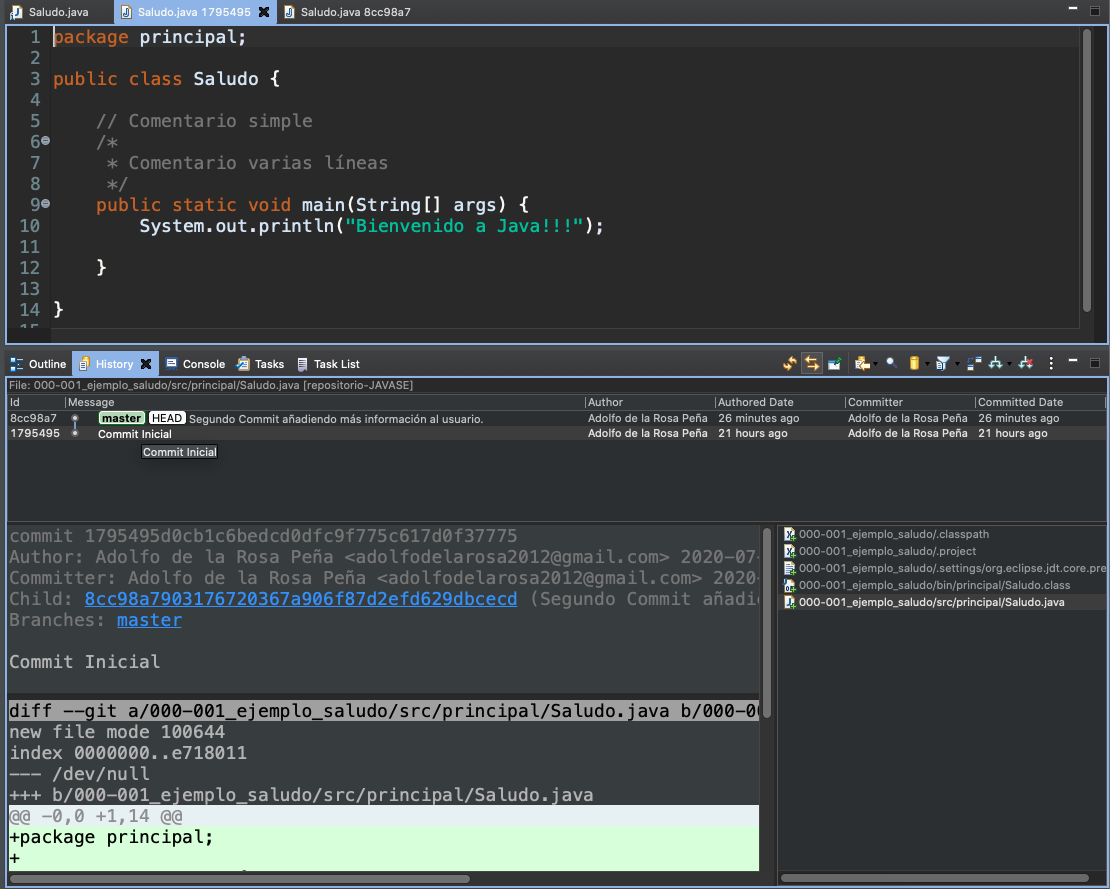 Saludo.java Saludo.java 1795495 Saludo.java 8cc98a7
1 package principal;
2
3 public class Saludo {
4
5 // Comentario simple
6 /*
7 * Comentario varias líneas
8 */
9 public static void main(String[] args) {
10 System.out.println("Bienvenido a Java!!!");
11
12 }
13
14 }
15
Outline History Console Tasks Task List
File: 000-001_ejemplo_saludo/src/principal/Saludo.java [repositorio-JAVASE]
Id Message Author Authored Date Committer Committed Date
8cc98a7 master HEAD Segundo Commit añadiendo más información al usuario. Adolfo de la Rosa Peña 26 minutes ago Adolfo de la Rosa Peña 26 minutes ago
1795495 Commit Inicial Adolfo de la Rosa Peña 21 hours ago Adolfo de la Rosa Peña 21 hours ago
Commit Inicial
commit 1795495d0cb1c6bedcd0dfc9f775c617d0f37775
Author: Adolfo de la Rosa Peña <adolfodelarosa2012@gmail.com> 2020-07-
Committer: Adolfo de la Rosa Peña <adolfodelarosa2012@gmail.com> 2020
Child: 8cc98a7903176720367a906f87d2efd629dbcecd (Segundo Commit añadie
Branches: master
Commit Inicial
diff --git a/000-001_ejemplo_saludo/src/principal/Saludo.java b/000-00
new file mode 100644
index 0000000..e718011
--- /dev/null
+++ b/000-001_ejemplo_saludo/src/principal/Saludo.java
@@ -0,0 +1,14 @@
+package principal;
+
000-001_ejemplo_saludo/.classpath
000-001_ejemplo_saludo/.project
000-001_ejemplo_saludo/.settings/org.eclipse.jdt.core.pre
000-001_ejemplo_saludo/bin/principal/Saludo.class
000-001_ejemplo_saludo/src/principal/Saludo.java